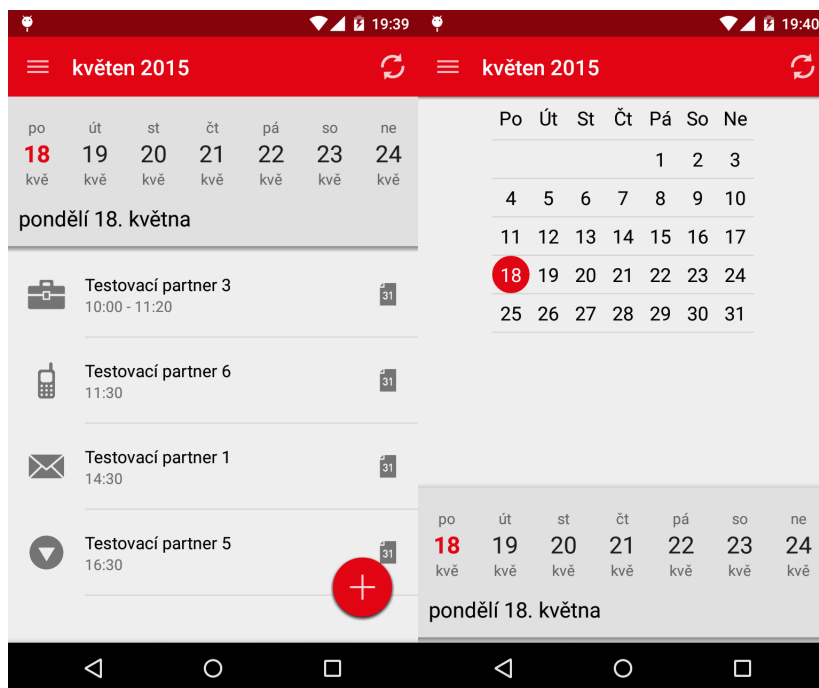 19:39
květen 2015
po út st čt pá so ne
18 19 20 21 22 23 24
kvě kvě kvě kvě kvě kvě kvě
pondělí 18. května
Testovací partner 3
10:00 - 11:20
31
Testovací partner 6
11:30
31
Testovací partner 1
14:30
31
Testovací partner 5
16:30
31
19:40
květen 2015
Po Út St Čt Pá So Ne
1 2 3
4 5 6 7 8 9 10
11 12 13 14 15 16 17
18 19 20 21 22 23 24
25 26 27 28 29 30 31
po út st čt pá so ne
18 19 20 21 22 23 24
kvě kvě kvě kvě kvě kvě kvě
pondělí 18. května